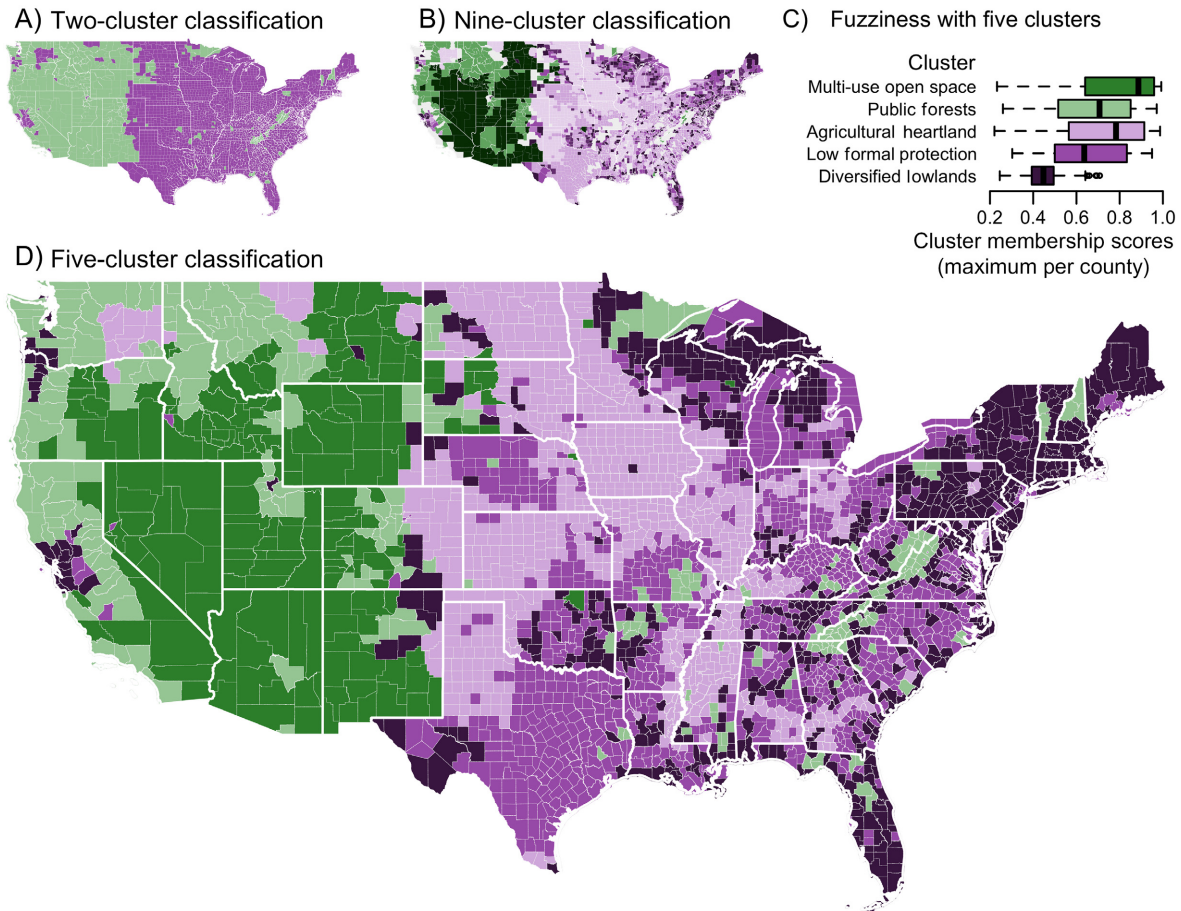 A) Two-cluster classification
B) Nine-cluster classification
C) Fuzziness with five clusters
Cluster
Multi-use open space
Public forests
Agricultural heartland
Low formal protection
Diversified lowlands
0.2 0.4 0.6 0.8 1.0
Cluster membership scores
(maximum per county)
D) Five-cluster classification